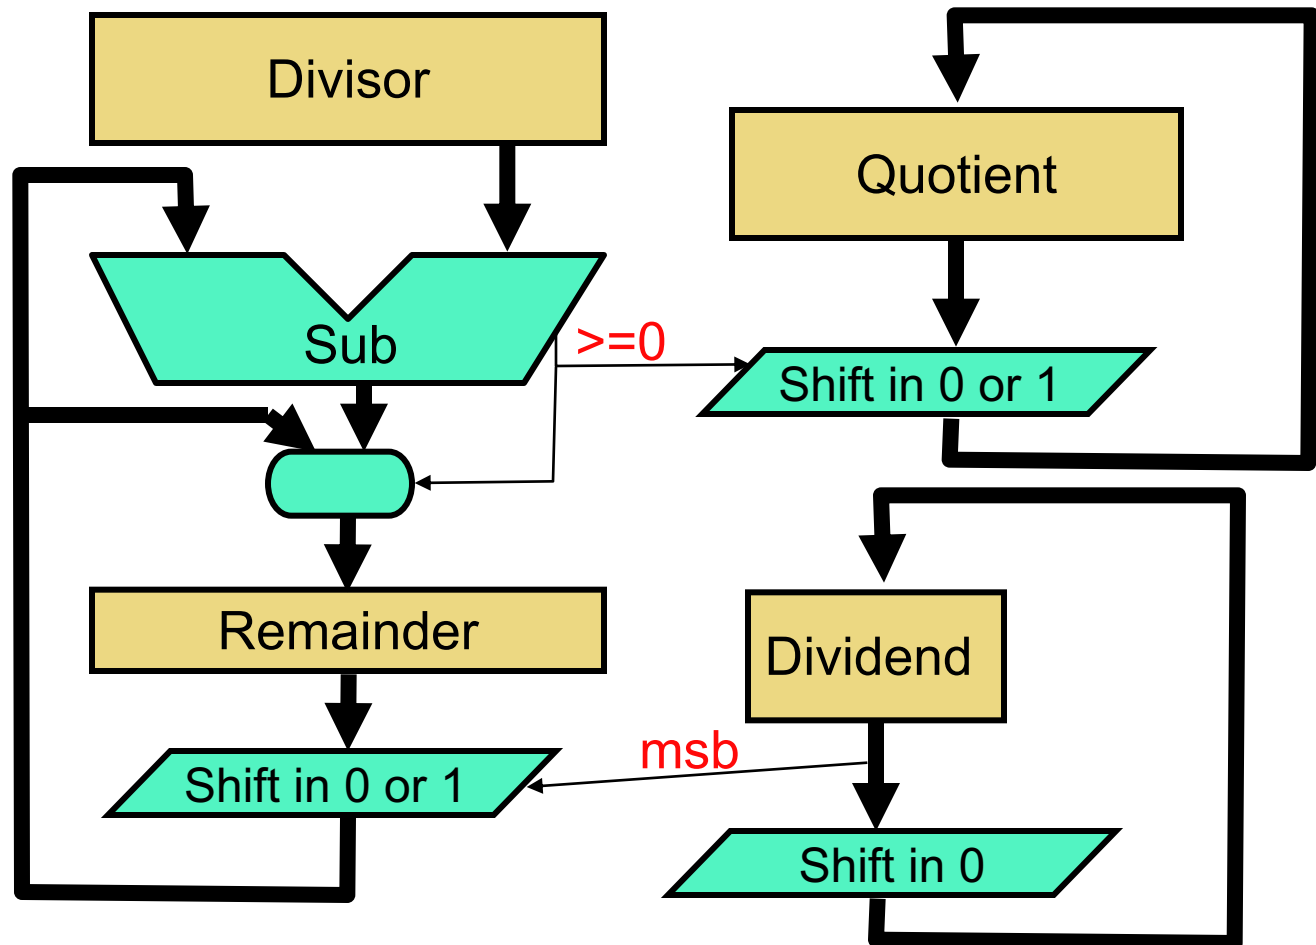 Divisor
Quotient
Sub
>=0
Shift in 0 or 1
Remainder
Dividend
msb
Shift in 0 or 1
Shift in 0